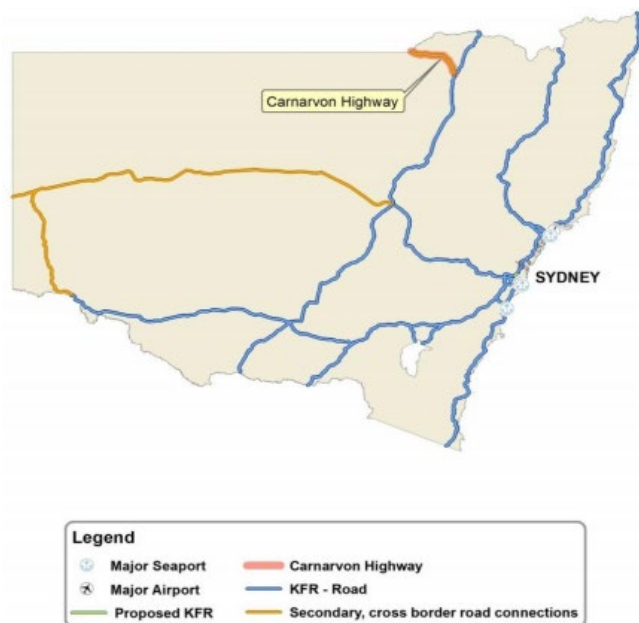 Carnarvon Highway
SYDNEY
Legend
Major Seaport
Carnarvon Highway
Major Airport
KFR - Road
Proposed KFR
Secondary, cross border road connections